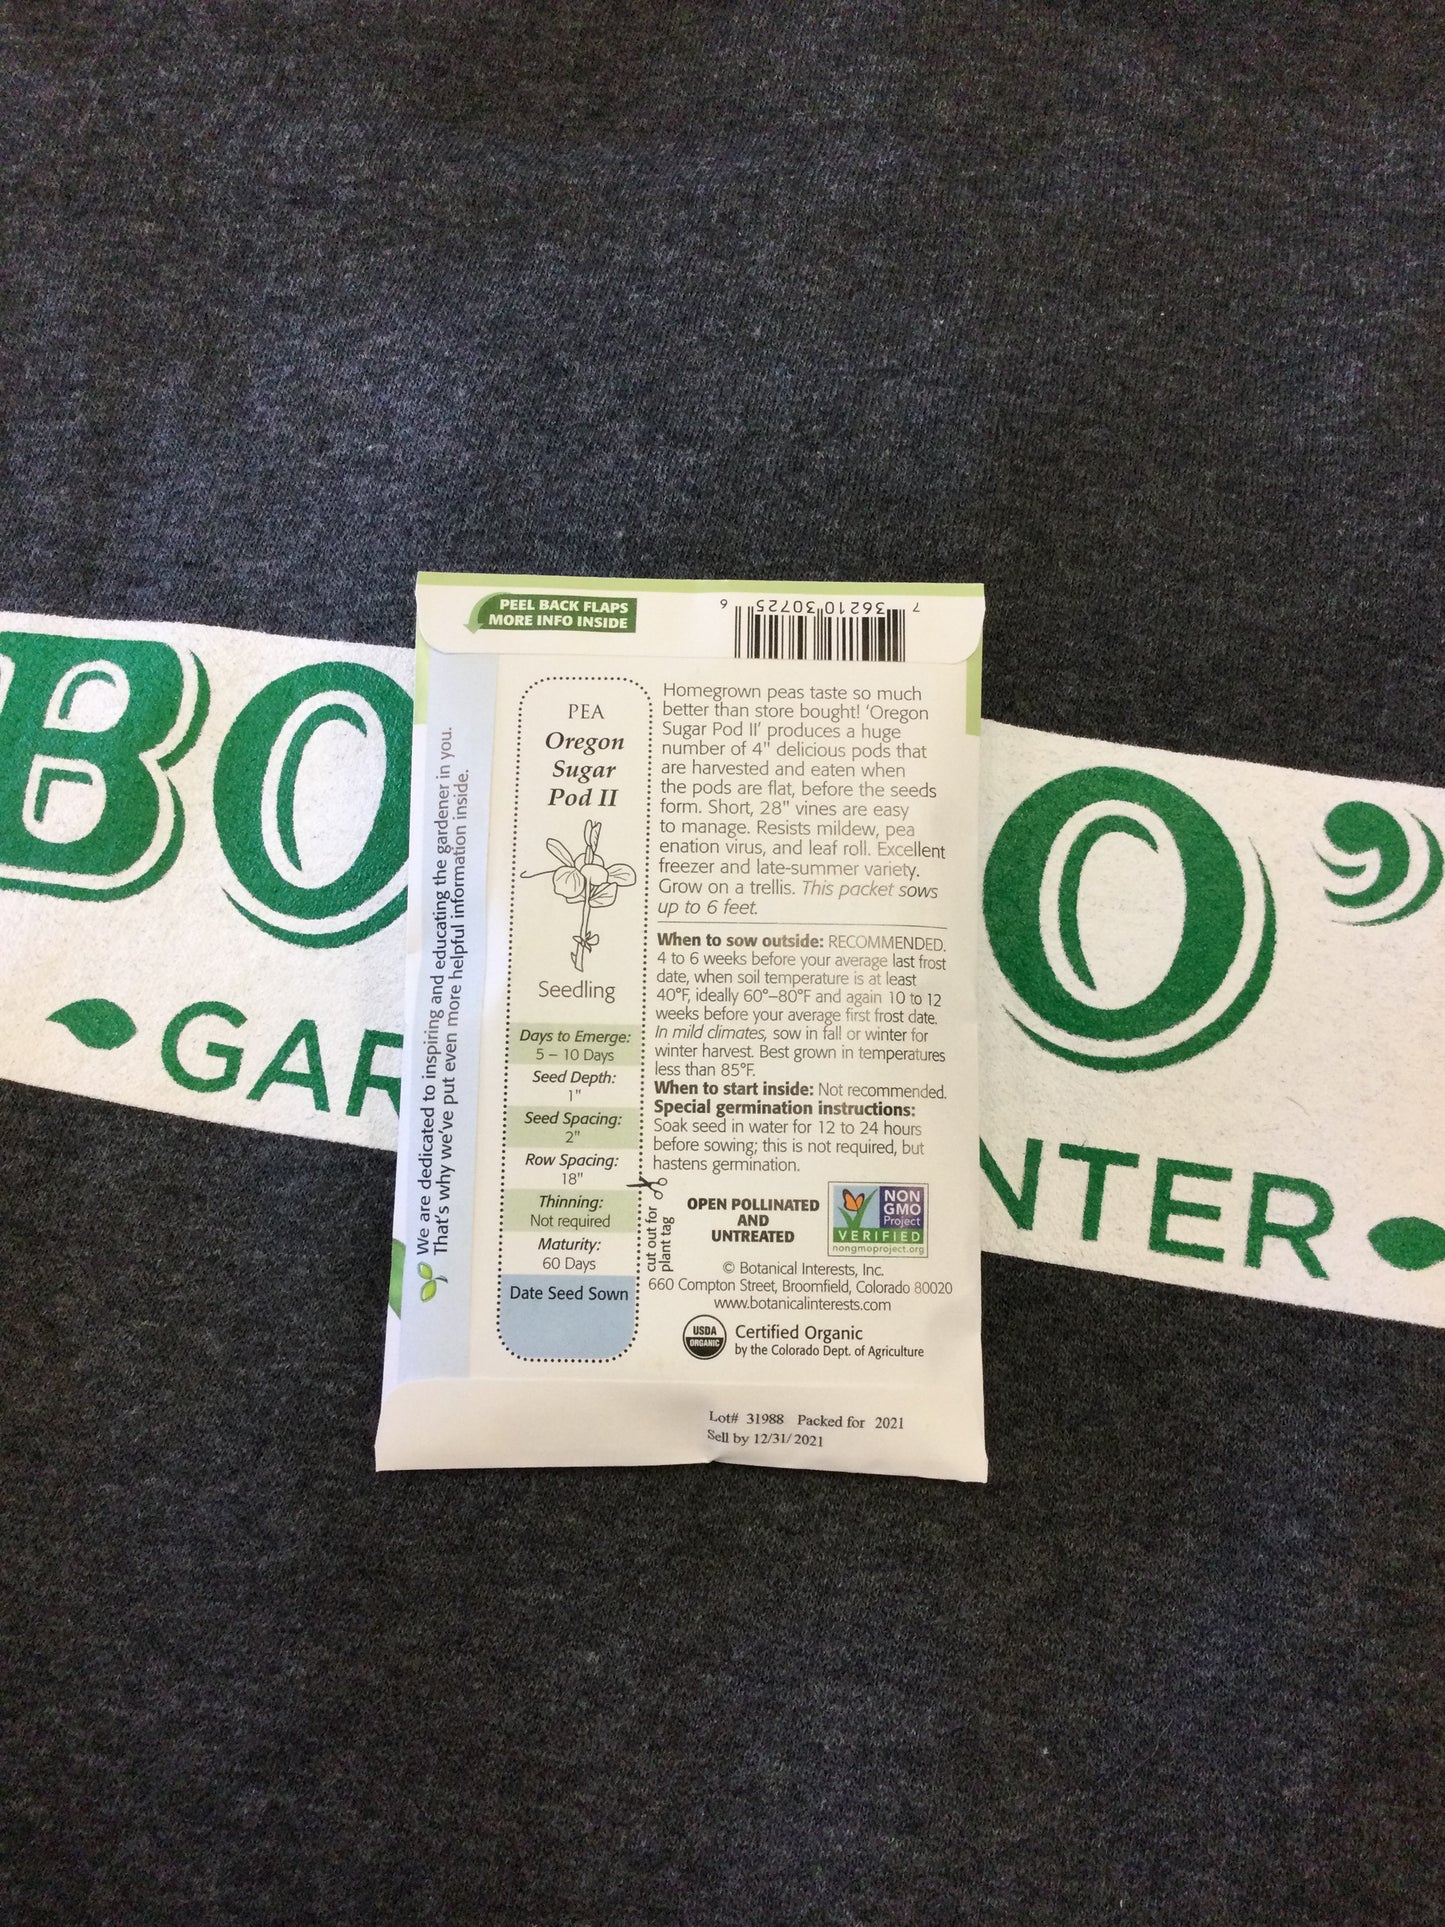 PEEL BACK FLAPS
MORE INFO INSIDE
7 36210 30725 6
We are dedicated to inspiring and educating the gardener in you.
That's why we've put even more helpful information inside.
PEA
Oregon
Sugar
Pod II
Seedling
Days to Emerge:
5 – 10 Days
Seed Depth:
1"
Seed Spacing:
2"
Row Spacing:
18"
Thinning:
Not required
Maturity:
60 Days
Date Seed Sown
cut out for
plant tag
Homegrown peas taste so much
better than store bought! 'Oregon
Sugar Pod II' produces a huge
number of 4" delicious pods that
are harvested and eaten when
the pods are flat, before the seeds
form. Short, 28" vines are easy
to manage. Resists mildew, pea
enation virus, and leaf roll. Excellent
freezer and late-summer variety.
Grow on a trellis. This packet sows
up to 6 feet.
When to sow outside: RECOMMENDED.
4 to 6 weeks before your average last frost
date, when soil temperature is at least
40°F, ideally 60°–80°F and again 10 to 12
weeks before your average first frost date.
In mild climates, sow in fall or winter for
winter harvest. Best grown in temperatures
less than 85°F.
When to start inside: Not recommended.
Special germination instructions:
Soak seed in water for 12 to 24 hours
before sowing; this is not required, but
hastens germination.
OPEN POLLINATED
AND
UNTREATED
NON
GMO
Project
VERIFIED
nongmoproject.org
© Botanical Interests, Inc.
660 Compton Street, Broomfield, Colorado 80020
www.botanicalinterests.com
USDA
ORGANIC
Certified Organic
by the Colorado Dept. of Agriculture
Lot# 31988 Packed for 2021
Sell by 12/31/2021
BO O'
GAR NTER